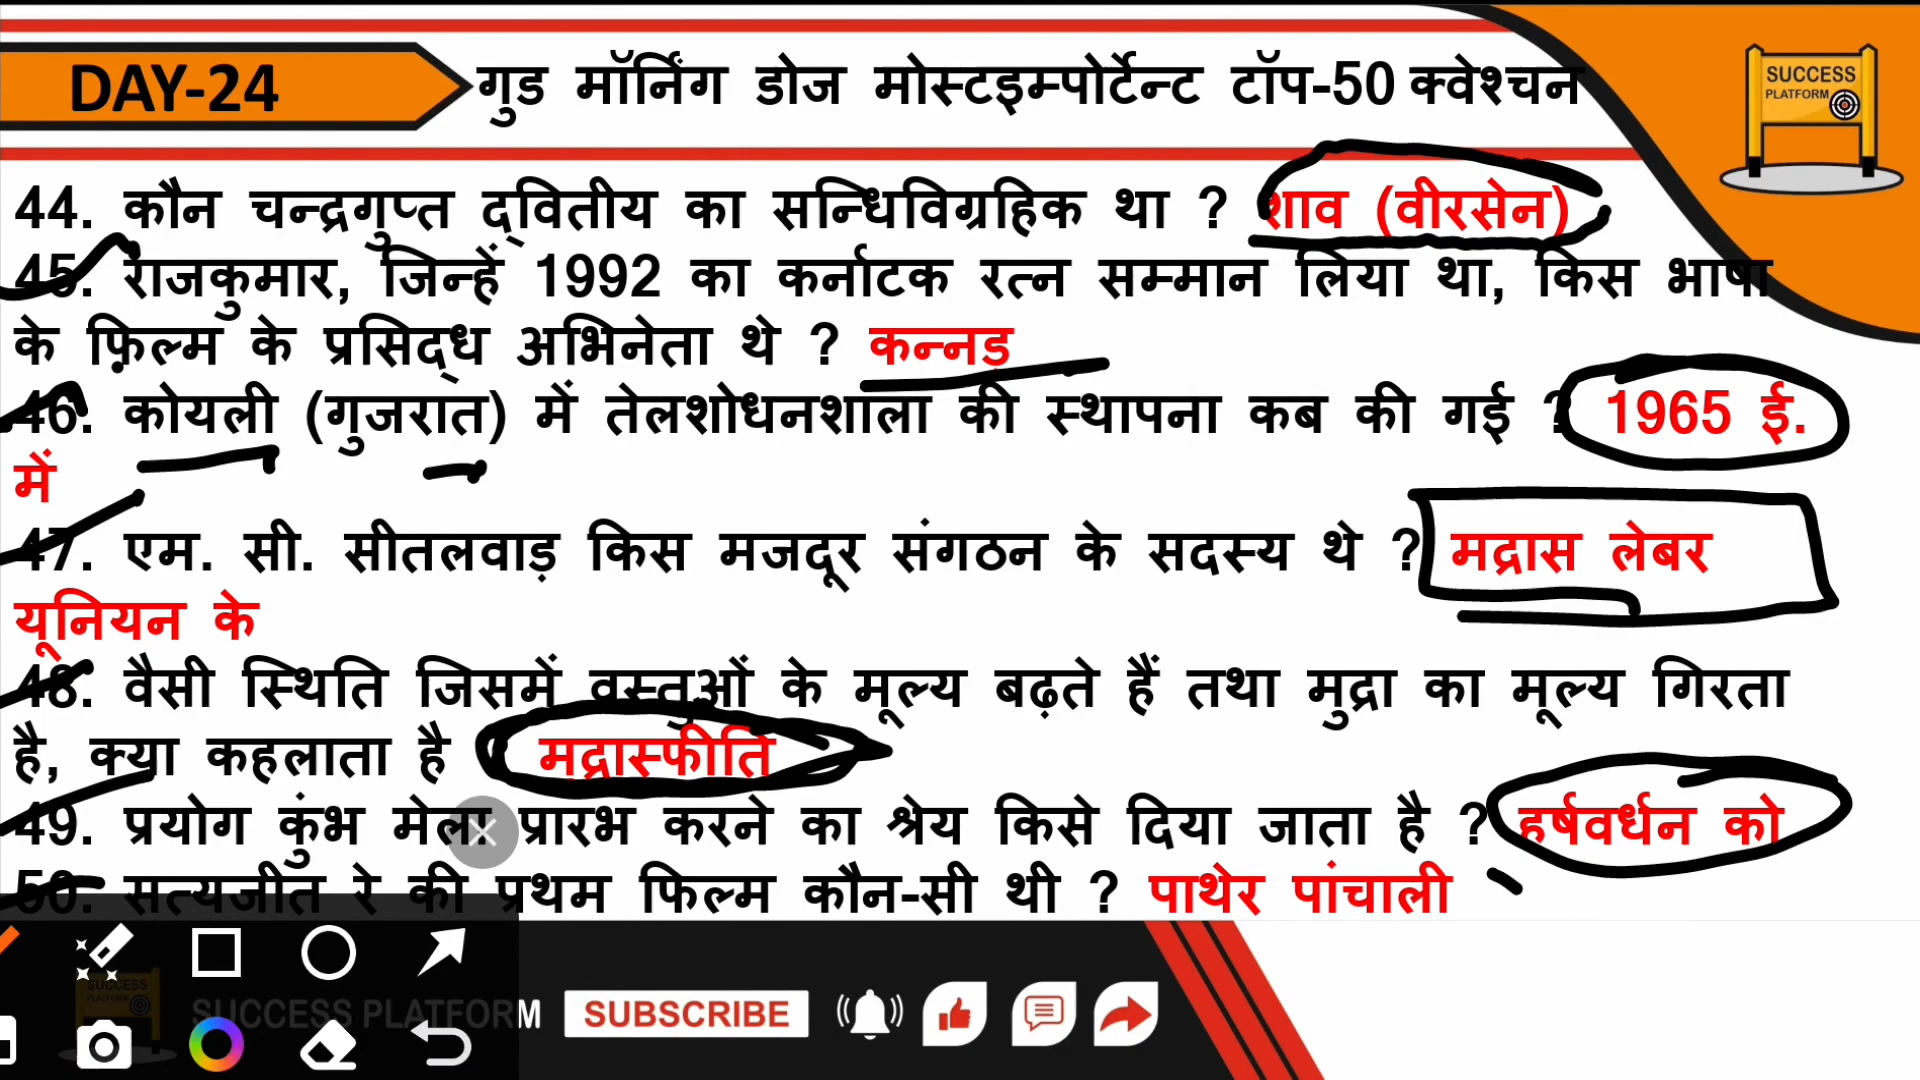 DAY-24
गुड मॉर्निंग डोज मोस्टइम्पोर्टेन्ट टॉप-50 क्वेश्चन
SUCCESS
PLATFORM
44. कौन चन्द्रगुप्त द्वितीय का सन्धिविग्रहिक था ? शाव (वीरसेन)
45. राजकुमार, जिन्हें 1992 का कर्नाटक रत्न सम्मान लिया था, किस भाषा
के फ़िल्म के प्रसिद्ध अभिनेता थे ? कन्नड
46. कोयली (गुजरात) में तेलशोधनशाला की स्थापना कब की गई ? 1965 ई.
में
47. एम. सी. सीतलवाड़ किस मजदूर संगठन के सदस्य थे ? मद्रास लेबर
यूनियन के
48. वैसी स्थिति जिसमें वस्तुओं के मूल्य बढ़ते हैं तथा मुद्रा का मूल्य गिरता
है, क्या कहलाता है मुद्रास्फीति
49. प्रयोग कुंभ मेला प्रारभ करने का श्रेय किसे दिया जाता है ? हर्षवर्धन को
50. सत्यजीत रे की प्रथम फिल्म कौन-सी थी ? पाथेर पांचाली
SUCCESS
PLATFORM
SUCCESS PLATFORM
SUBSCRIBE